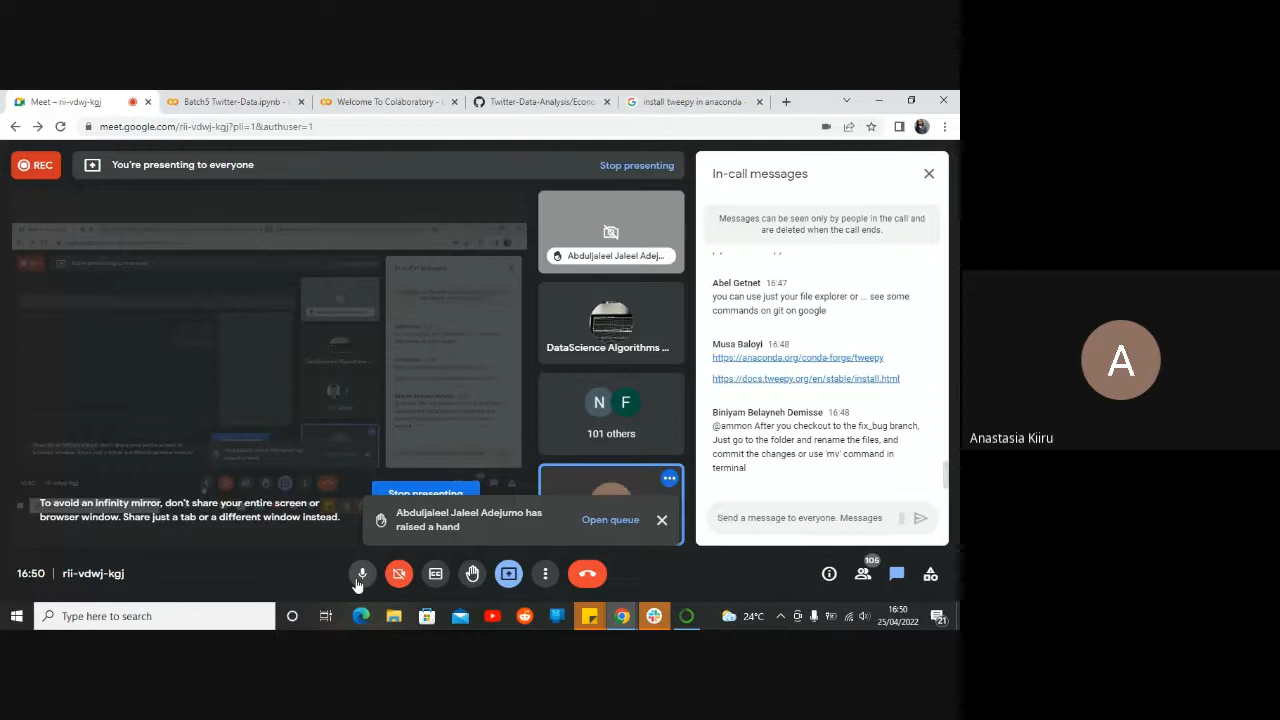 Meet – rii-vdwj-kgj
Batch5 Twitter-Data.ipynb -
Welcome To Colaboratory -
Twitter-Data-Analysis/Econo
install tweepy in anaconda -
meet.google.com/rii-vdwj-kgj?pli=1&authuser=1
REC
You're presenting to everyone
Stop presenting
Abduljaleel Jaleel Adej...
DataScience Algorithms ...
N F
101 others
To avoid an infinity mirror, don't share your entire screen or
browser window. Share just a tab or a different window instead.
Stop presenting
Abduljaleel Jaleel Adejumo has
raised a hand
Open queue
In-call messages
Messages can be seen only by people in the call and
are deleted when the call ends.
Abel Getnet 16:47
you can use just your file explorer or ... see some
commands on git on google
Musa Baloyi 16:48
https://anaconda.org/conda-forge/tweepy
https://docs.tweepy.org/en/stable/install.html
Biniyam Belayneh Demisse 16:48
@ammon After you checkout to the fix_bug branch,
Just go to the folder and rename the files, and
commit the changes or use 'mv' command in
terminal
Send a message to everyone. Messages
16:50 rii-vdwj-kgj
106
Type here to search
24°C
16:50
25/04/2022
21
A
Anastasia Kiiru